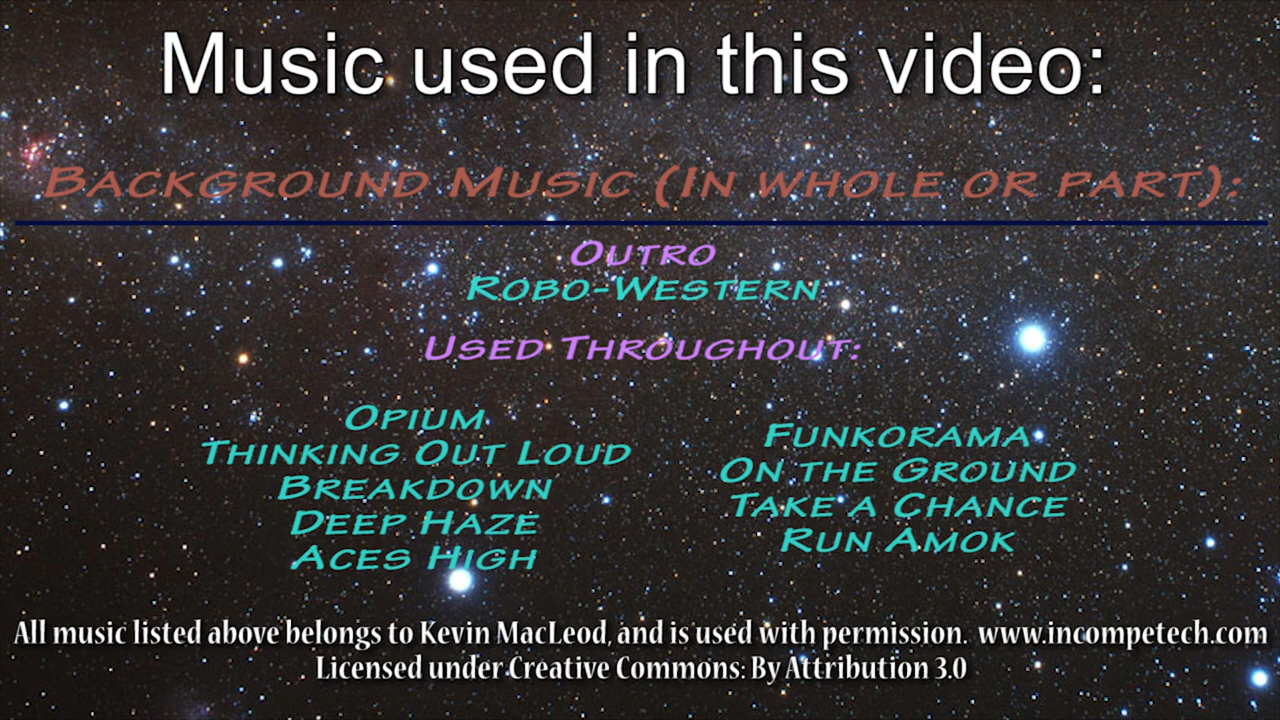 Music used in this video:
Background Music (In whole or part):
Outro
Robo-Western
Used Throughout:
Opium
Thinking Out Loud
Breakdown
Deep Haze
Aces High
Funkorama
On the Ground
Take a Chance
Run Amok
All music listed above belongs to Kevin MacLeod, and is used with permission. www.incompetech.com
Licensed under Creative Commons: By Attribution 3.0